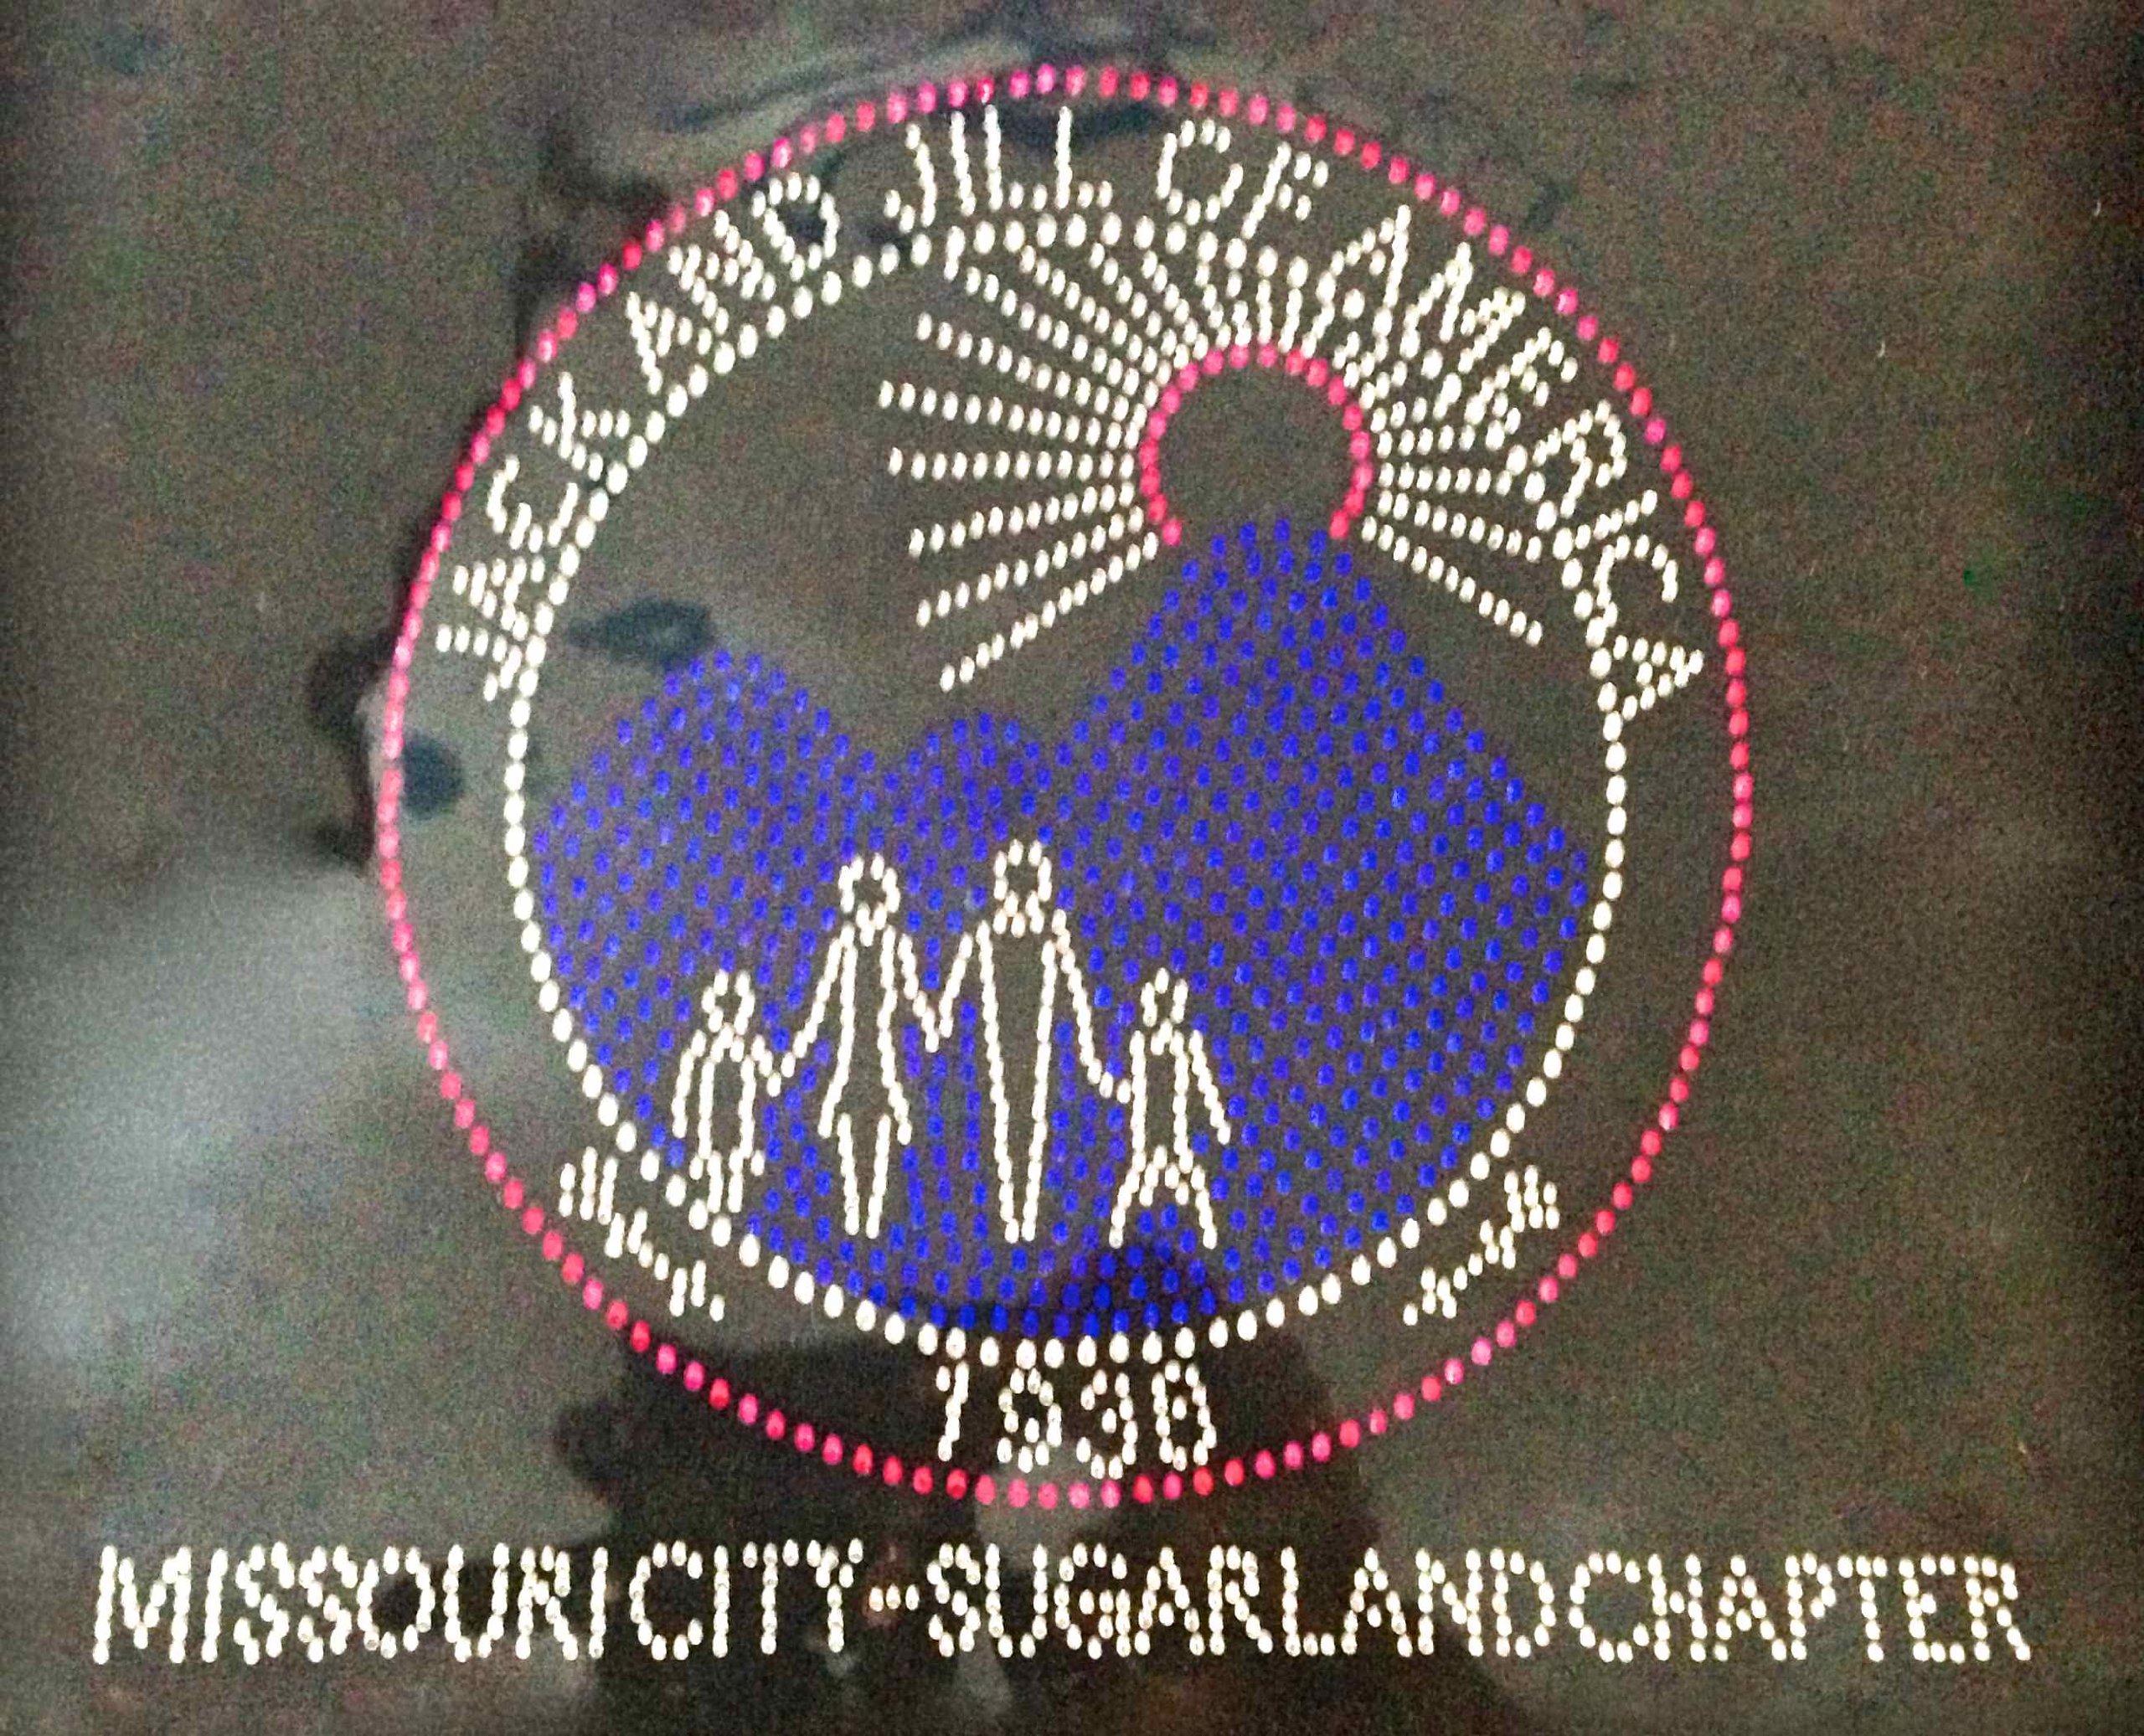 JACK AND JILL OF AMERICA
1938
MISSOURI CITY-SUGARLAND CHAPTER